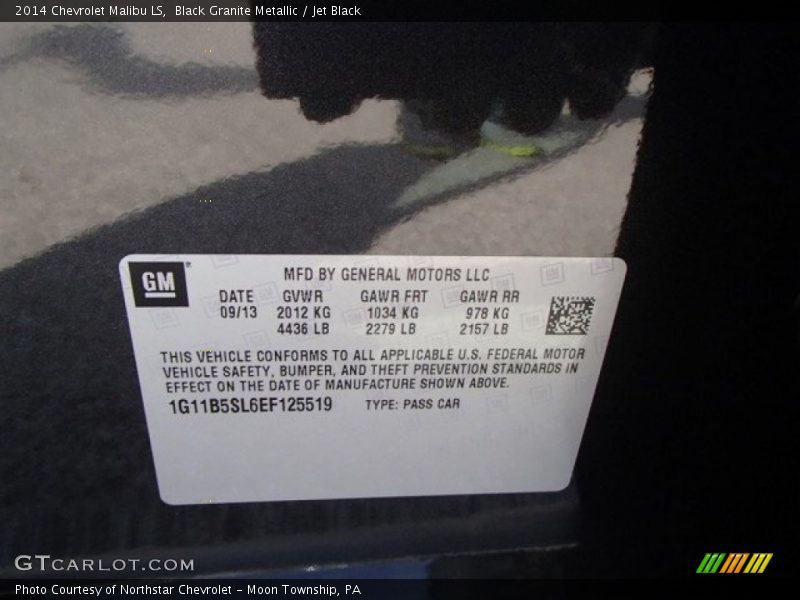 2014 Chevrolet Malibu LS, Black Granite Metallic / Jet Black
GM
MFD BY GENERAL MOTORS LLC
DATE GVWR GAWR FRT GAWR RR
09/13 2012 KG 1034 KG 978 KG
4436 LB 2279 LB 2157 LB
THIS VEHICLE CONFORMS TO ALL APPLICABLE U.S. FEDERAL MOTOR
VEHICLE SAFETY, BUMPER, AND THEFT PREVENTION STANDARDS IN
EFFECT ON THE DATE OF MANUFACTURE SHOWN ABOVE.
1G11B5SL6EF125519 TYPE: PASS CAR
GTCARLOT.COM
Photo Courtesy of Northstar Chevrolet - Moon Township, PA